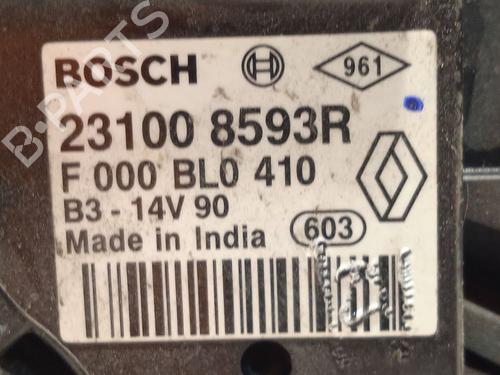 BOSCH 961
23100 8593R
F 000 BL0 410
B3 - 14V 90
Made in India 603
B-PARTS